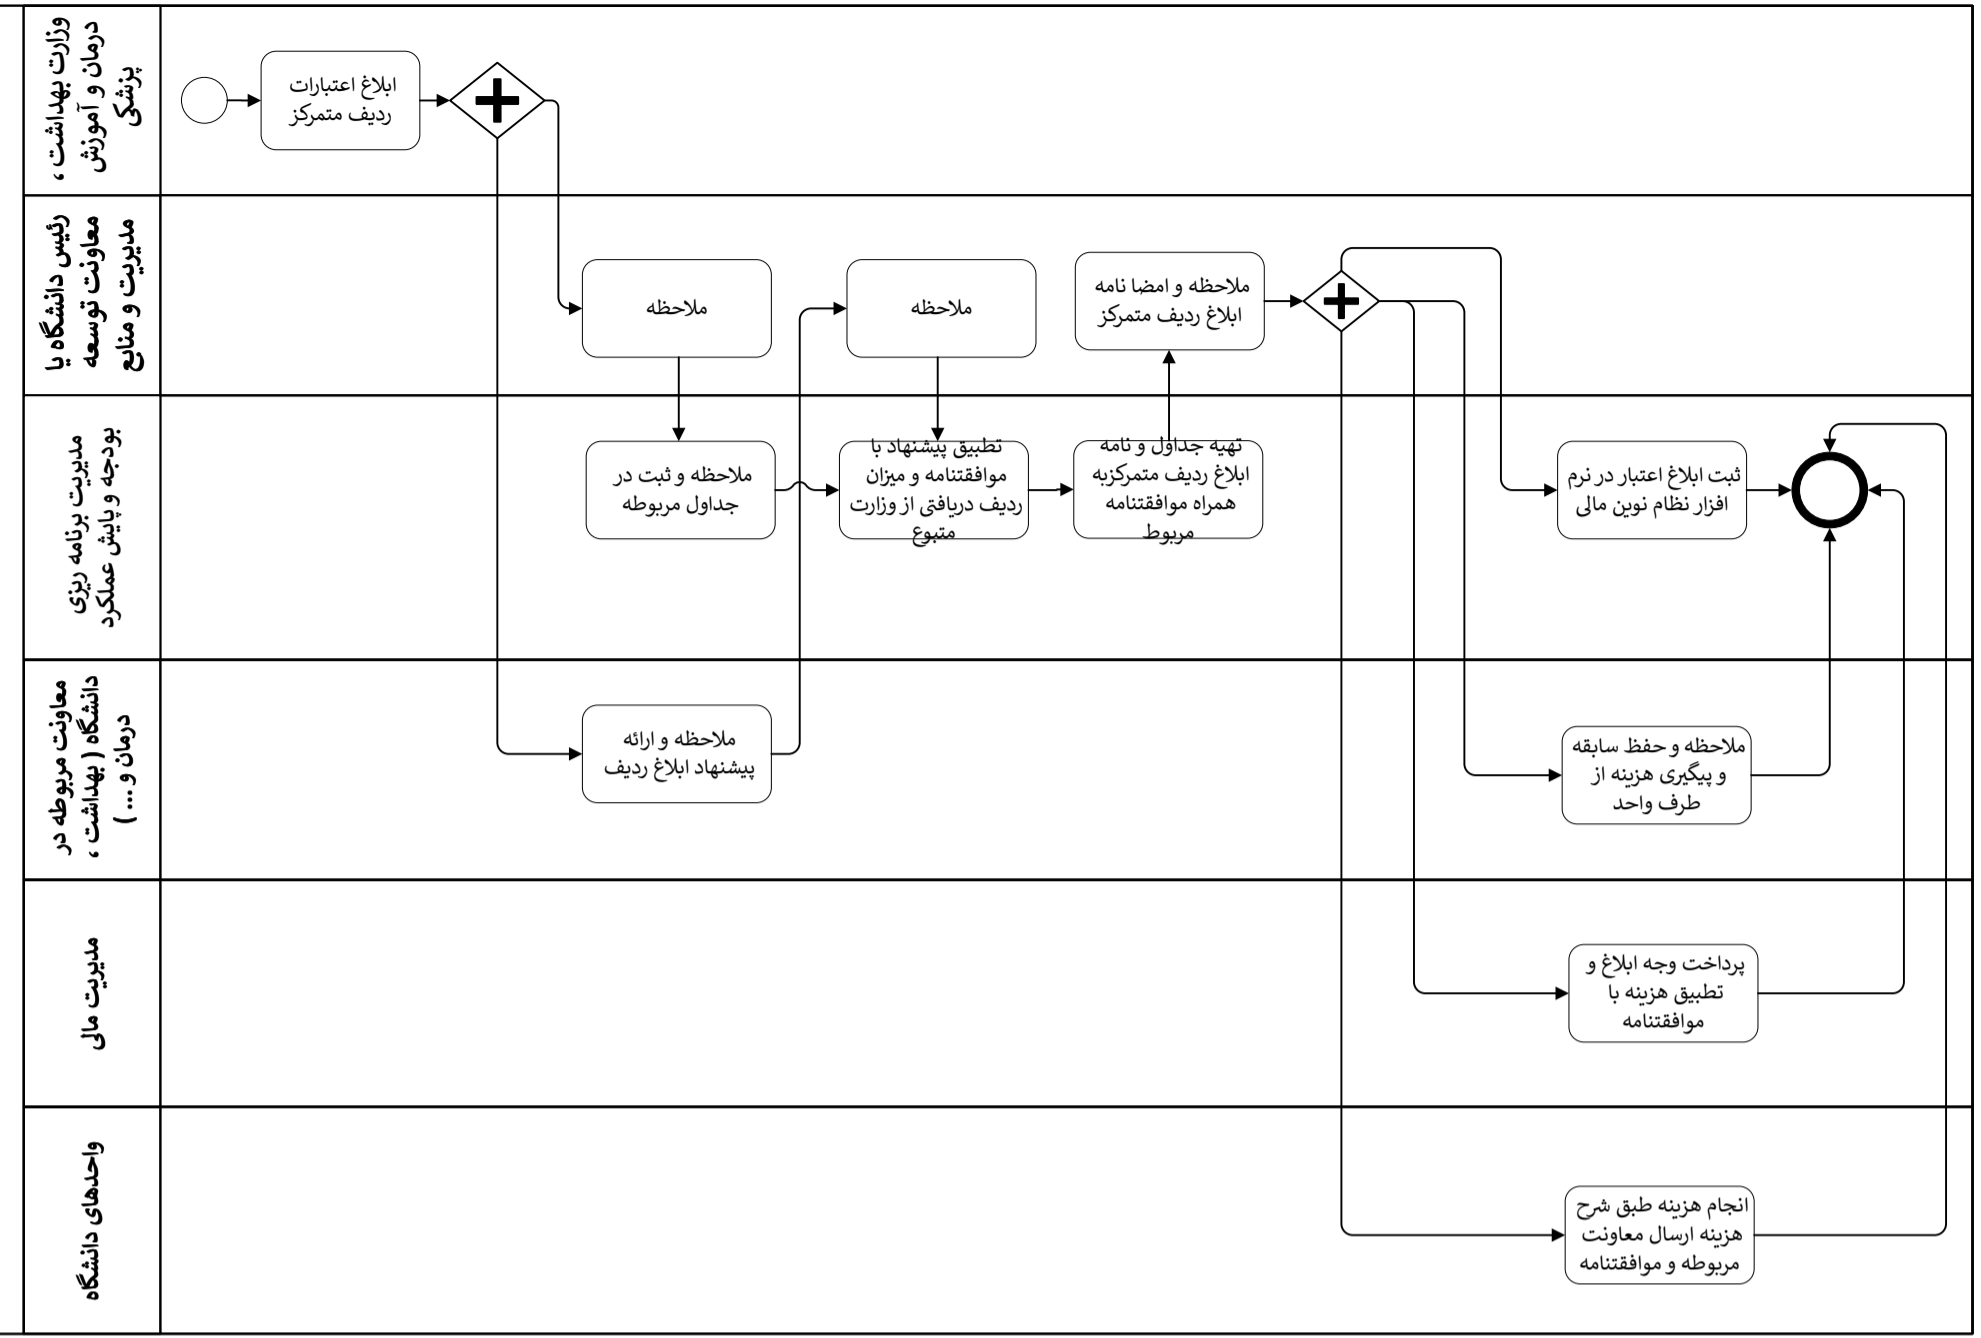 وزارت بهداشت ،
درمان و آموزش
پزشکی
ابلاغ اعتبارات
ردیف متمرکز
رئیس دانشگاه یا
معاونت توسعه
مدیریت و منابع
ملاحظه
ملاحظه
ملاحظه و امضا نامه
ابلاغ ردیف متمرکز
مدیریت برنامه ریزی
بودجه و پایش عملکرد
ملاحظه و ثبت در
جداول مربوطه
تطبیق پیشنهاد با
موافقتنامه و میزان
ردیف دریافتی از وزارت
متبوع
تهیه جداول و نامه
ابلاغ ردیف متمرکزبه
همراه موافقتنامه
مربوط
ثبت ابلاغ اعتبار در نرم
افزار نظام نوین مالی
معاونت مربوطه در
دانشگاه ( بهداشت ،
درمان و ... )
ملاحظه و ارائه
پیشنهاد ابلاغ ردیف
ملاحظه و حفظ سابقه
و پیگیری هزینه از
طرف واحد
مدیریت مالی
پرداخت وجه ابلاغ و
تطبیق هزینه با
موافقتنامه
واحدهای دانشگاه
انجام هزینه طبق شرح
هزینه ارسال معاونت
مربوطه و موافقتنامه